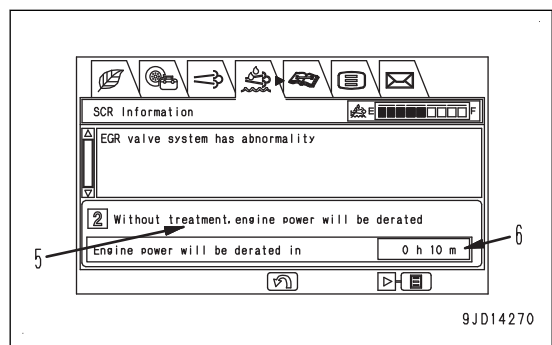 SCR Information
E F
EGR valve system has abnormality
2 Without treatment.engine power will be derated
Engine power will be derated in 0 h 10 m
5
6
9JD14270